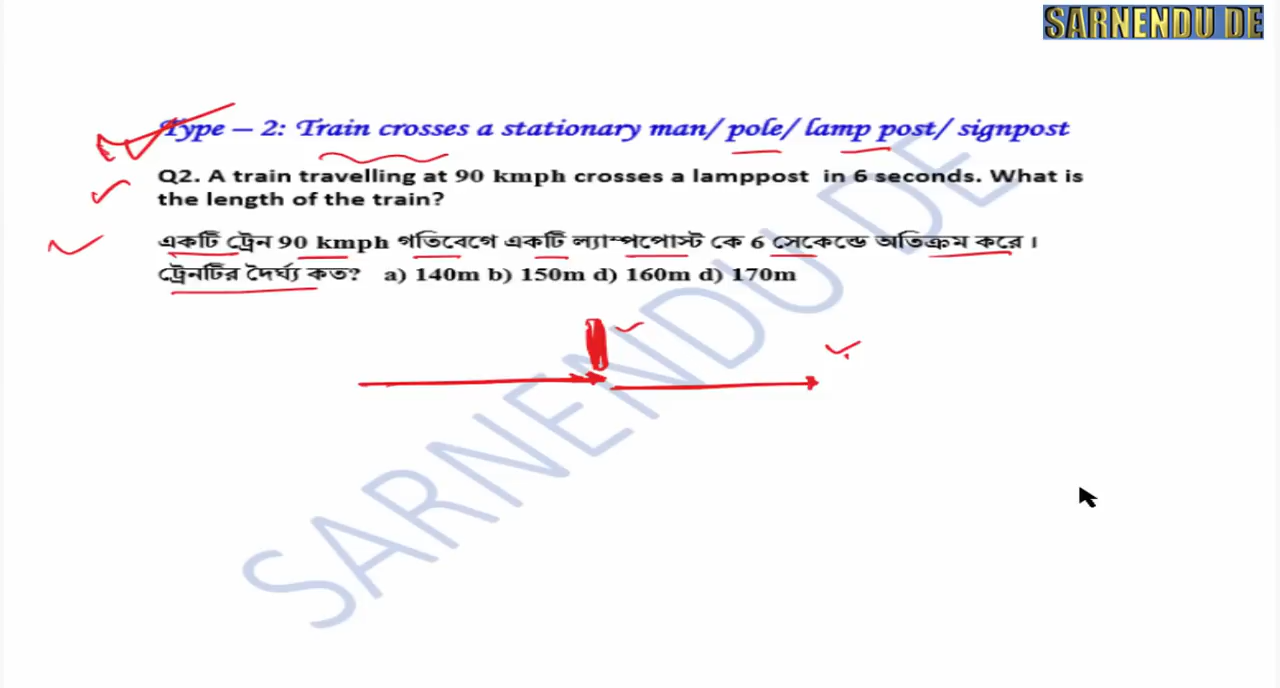 SARNENDU DE
Type – 2: Train crosses a stationary man/ pole/ lamp post/ signpost
Q2. A train travelling at 90 kmph crosses a lamppost in 6 seconds. What is
the length of the train?
একটি ট্রেন 90 kmph গতিবেগে একটি ল্যাম্পপোস্ট কে 6 সেকেন্ডে অতিক্রম করে।
ট্রেনটির দৈর্ঘ্য কত? a) 140m b) 150m d) 160m d) 170m
SARNENDU DE